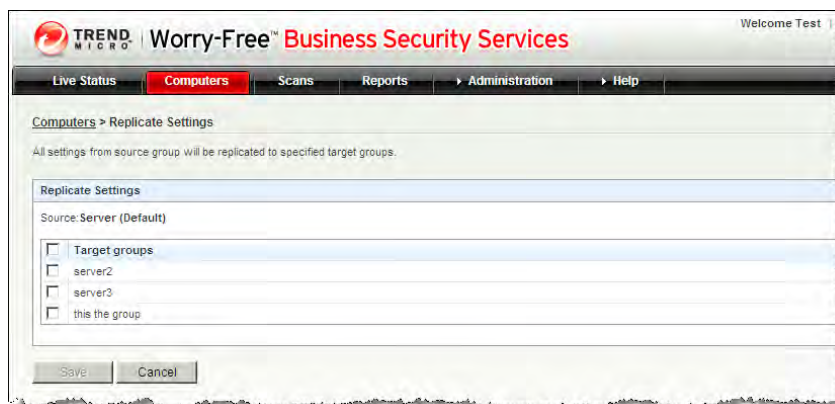 Welcome Test |
TREND MICRO Worry-Free™ Business Security Services
Live Status Computers Scans Reports Administration Help
Computers > Replicate Settings
All settings from source group will be replicated to specified target groups.
Replicate Settings
Source:Server (Default)
Target groups
server2
server3
this the group
Save Cancel